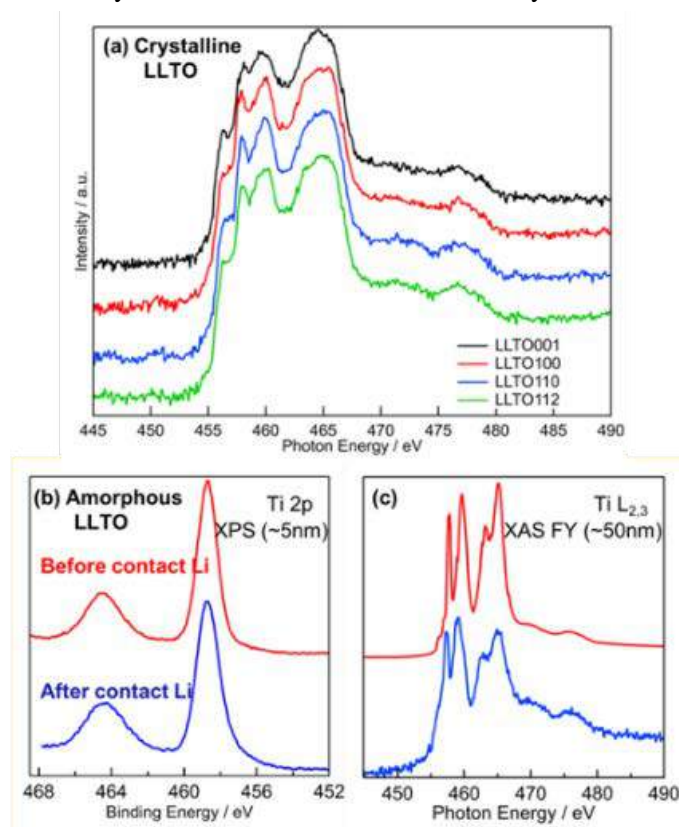 (a) Crystalline
LLTO
Intensity / a.u.
LLTO001
LLTO100
LLTO110
LLTO112
445 450 455 460 465 470 475 480 485 490
Photon Energy / eV
(b) Amorphous
LLTO
Ti 2p
XPS (~5nm)
Before contact Li
After contact Li
468 464 460 456 452
Binding Energy / eV
(c)
Ti L2,3
XAS FY (~50nm)
450 460 470 480 490
Photon Energy / eV